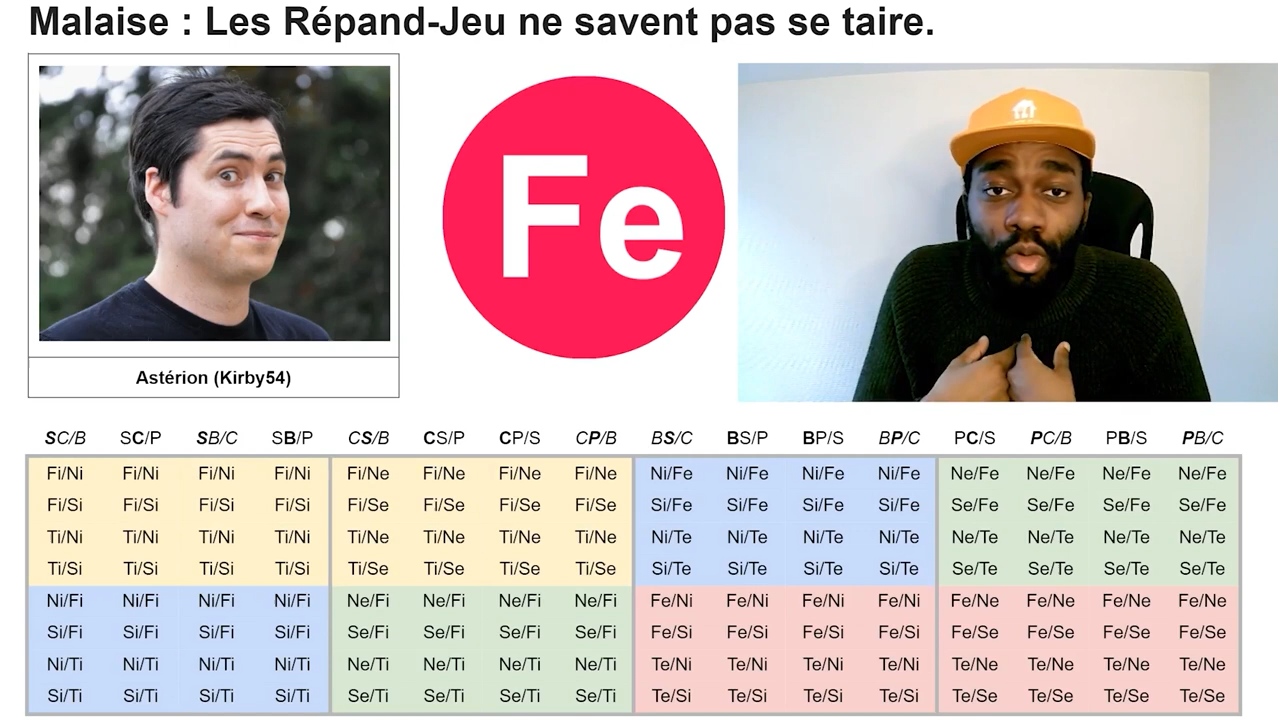 Malaise : Les Répand-Jeu ne savent pas se taire.
Fe
Astérion (Kirby54)
SC/B SC/P SB/C SB/P CS/B CS/P CP/S CP/B BS/C BS/P BP/S BP/C PC/S PC/B PB/S PB/C
Fi/Ni Fi/Ni Fi/Ni Fi/Ni Fi/Ne Fi/Ne Fi/Ne Fi/Ne Ni/Fe Ni/Fe Ni/Fe Ni/Fe Ne/Fe Ne/Fe Ne/Fe Ne/Fe
Fi/Si Fi/Si Fi/Si Fi/Si Fi/Se Fi/Se Fi/Se Fi/Se Si/Fe Si/Fe Si/Fe Si/Fe Se/Fe Se/Fe Se/Fe Se/Fe
Ti/Ni Ti/Ni Ti/Ni Ti/Ni Ti/Ne Ti/Ne Ti/Ne Ti/Ne Ni/Te Ni/Te Ni/Te Ni/Te Ne/Te Ne/Te Ne/Te Ne/Te
Ti/Si Ti/Si Ti/Si Ti/Si Ti/Se Ti/Se Ti/Se Ti/Se Si/Te Si/Te Si/Te Si/Te Se/Te Se/Te Se/Te Se/Te
Ni/Fi Ni/Fi Ni/Fi Ni/Fi Ne/Fi Ne/Fi Ne/Fi Ne/Fi Fe/Ni Fe/Ni Fe/Ni Fe/Ni Fe/Ne Fe/Ne Fe/Ne Fe/Ne
Si/Fi Si/Fi Si/Fi Si/Fi Se/Fi Se/Fi Se/Fi Se/Fi Fe/Si Fe/Si Fe/Si Fe/Si Fe/Se Fe/Se Fe/Se Fe/Se
Ni/Ti Ni/Ti Ni/Ti Ni/Ti Ne/Ti Ne/Ti Ne/Ti Ne/Ti Te/Ni Te/Ni Te/Ni Te/Ni Te/Ne Te/Ne Te/Ne Te/Ne
Si/Ti Si/Ti Si/Ti Si/Ti Se/Ti Se/Ti Se/Ti Se/Ti Te/Si Te/Si Te/Si Te/Si Te/Se Te/Se Te/Se Te/Se